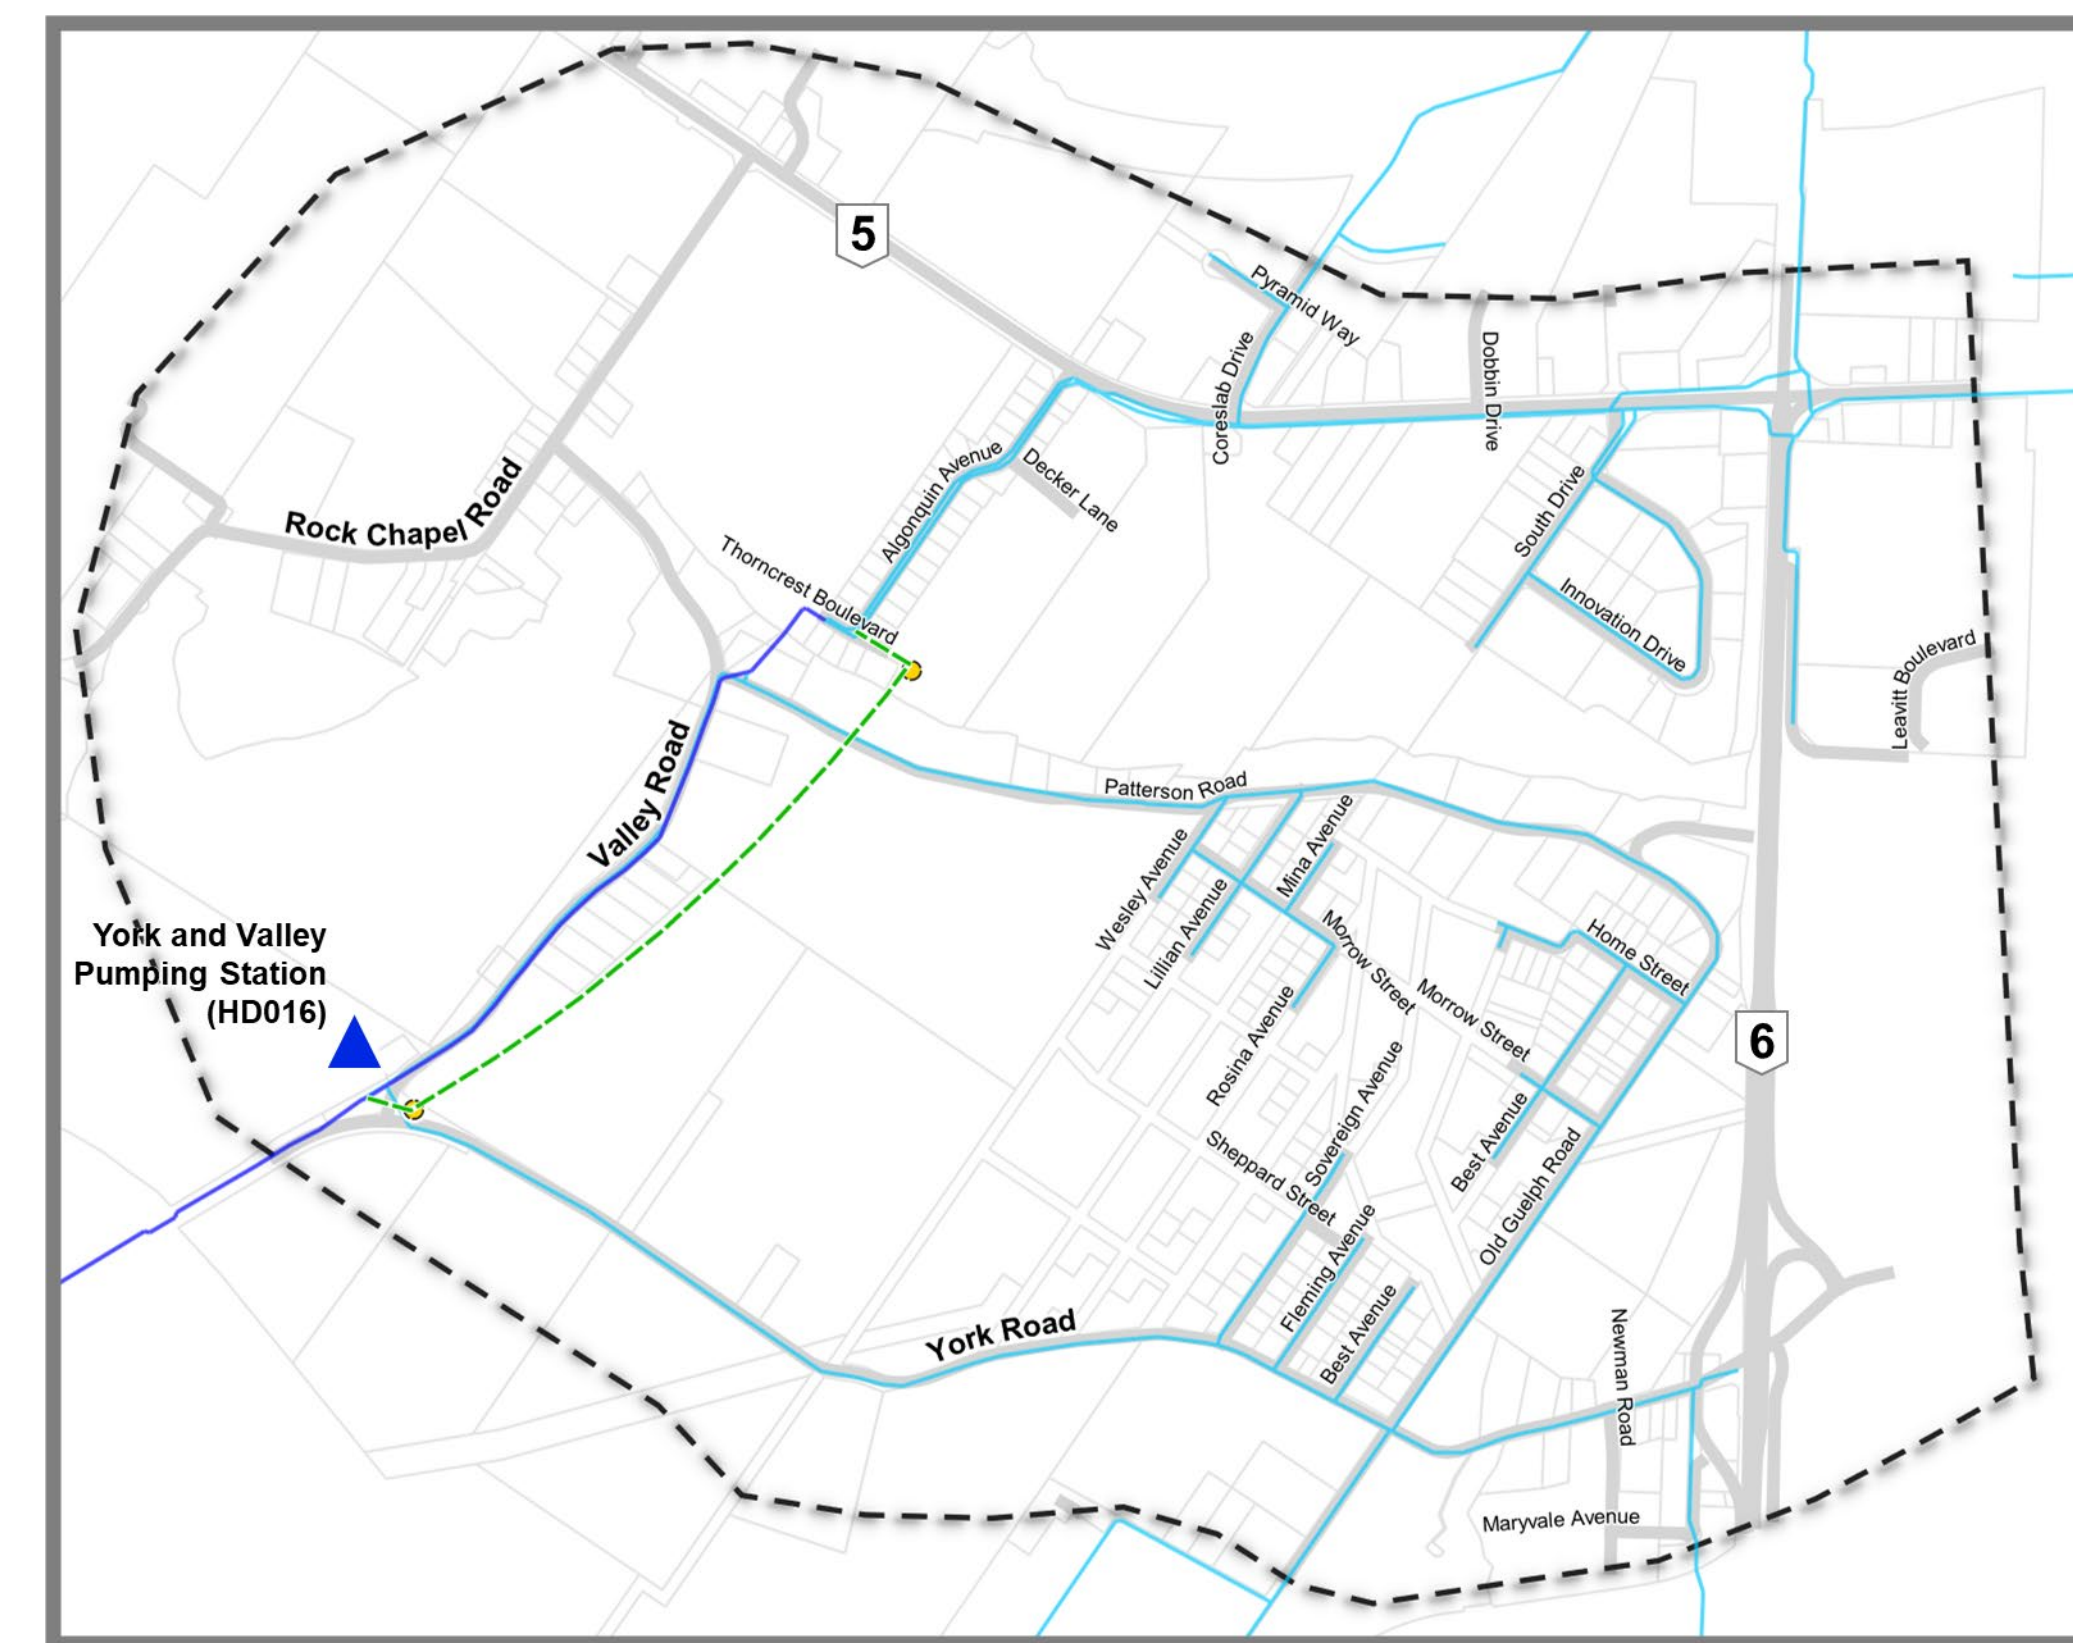 5
Pyramid Way
Coreslab Drive
Dobbin Drive
Algonquin Avenue
Decker Lane
Rock Chapel Road
South Drive
Thorncrest Boulevard
Innovation Drive
Leavitt Boulevard
Valley Road
Patterson Road
Wesley Avenue
Lillian Avenue
Mina Avenue
York and Valley
Pumping Station
(HD016)
Morrow Street
Morrow Street
Home Street
Rosina Avenue
6
Sovereign Avenue
Sheppard Street
Best Avenue
Old Guelph Road
Fleming Avenue
Best Avenue
York Road
Newman Road
Maryvale Avenue